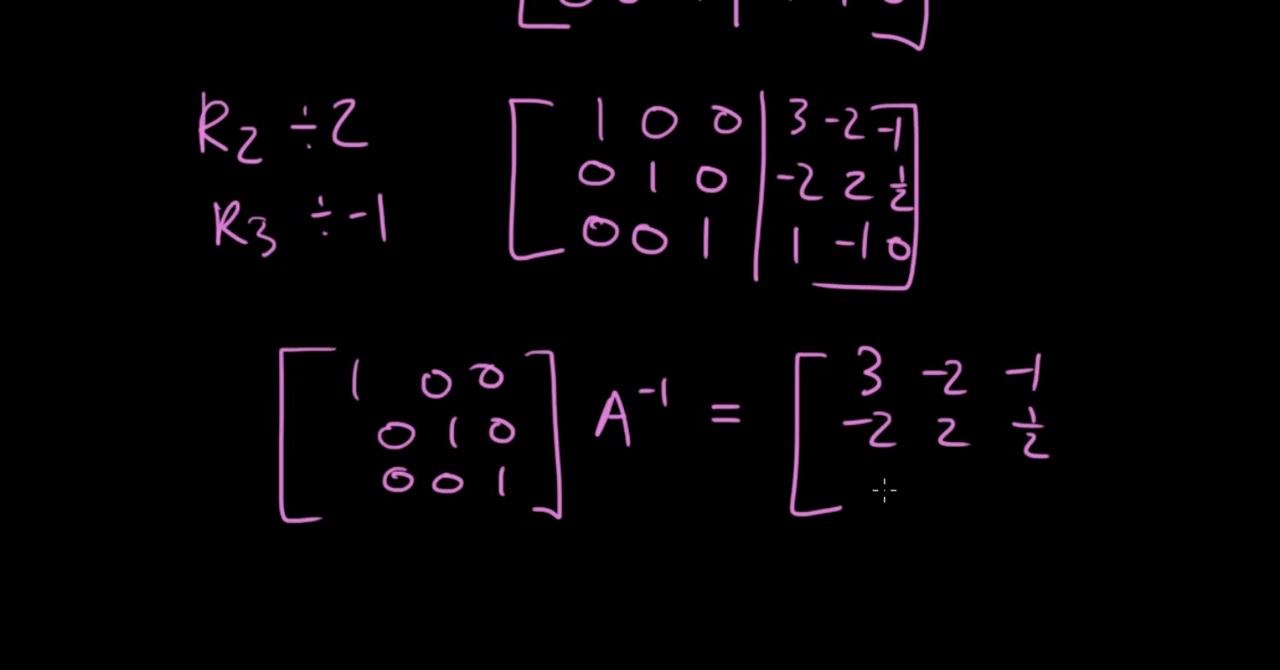 R2 ÷2
R3 ÷ -1
[ 1 0 0 | 3 -2 -1 ]
[ 0 1 0 | -2 2 1/2 ]
[ 0 0 1 | 1 -1 0 ]
[ 1 0 0 ] A^-1 = [ 3 -2 -1
[ 0 1 0 ] [ -2 2 1/2
[ 0 0 1 ] [